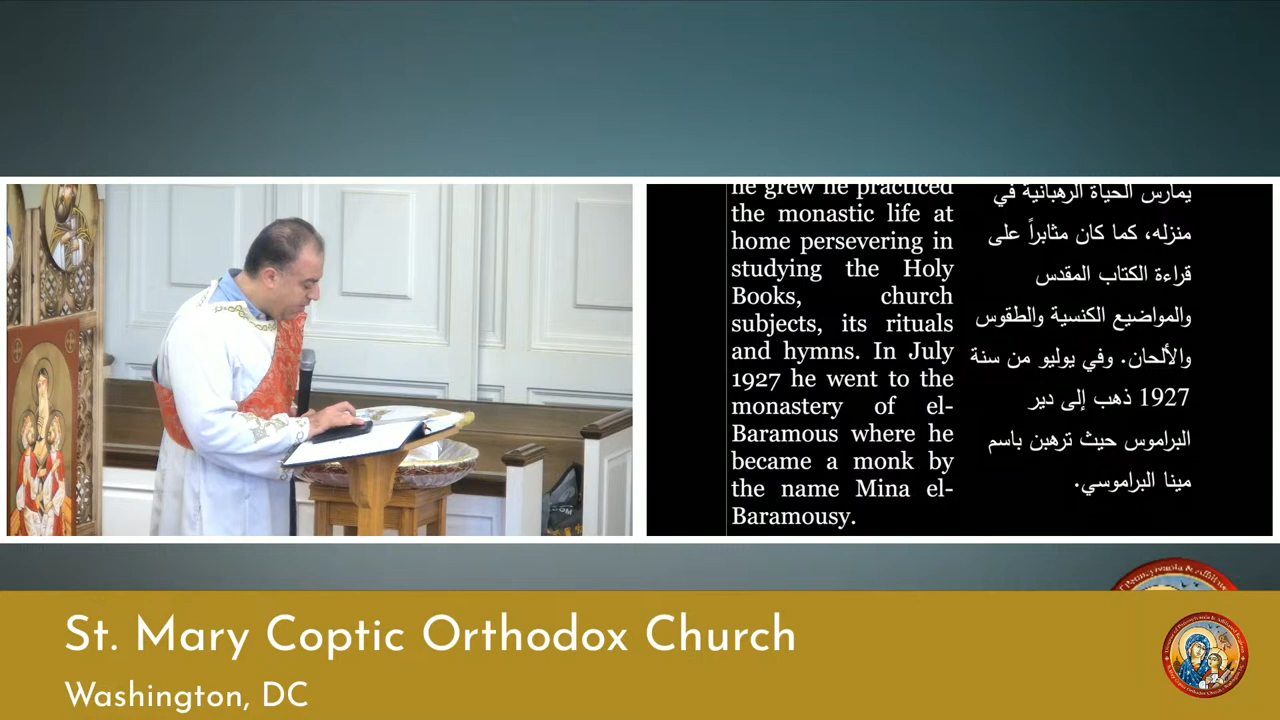 he grew he practiced
the monastic life at
home persevering in
studying the Holy
Books, church
subjects, its rituals
and hymns. In July
1927 he went to the
monastery of el-
Baramous where he
became a monk by
the name Mina el-
Baramousy.
يمارس الحياة الرهبانية في
منزله، كما كان مثابراً على
قراءة الكتاب المقدس
والمواضيع الكنسية والطقوس
والألحان. وفي يوليو من سنة
1927 ذهب إلى دير
البراموس حيث ترهبن باسم
مينا البراموسي.
St. Mary Coptic Orthodox Church
Washington, DC